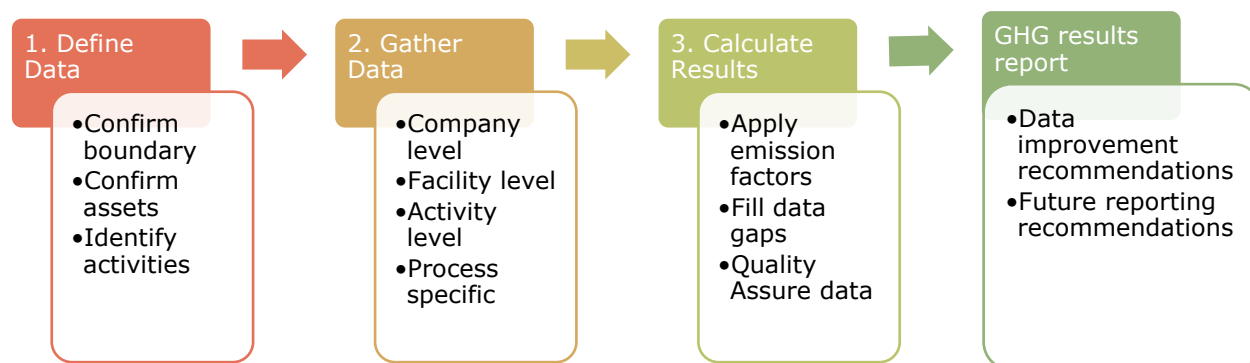 1. Define
Data
•Confirm
boundary
•Confirm
assets
•Identify
activities
2. Gather
Data
•Company
level
•Facility level
•Activity
level
•Process
specific
3. Calculate
Results
•Apply
emission
factors
•Fill data
gaps
•Quality
Assure data
GHG results
report
•Data
improvement
recommendations
•Future reporting
recommendations